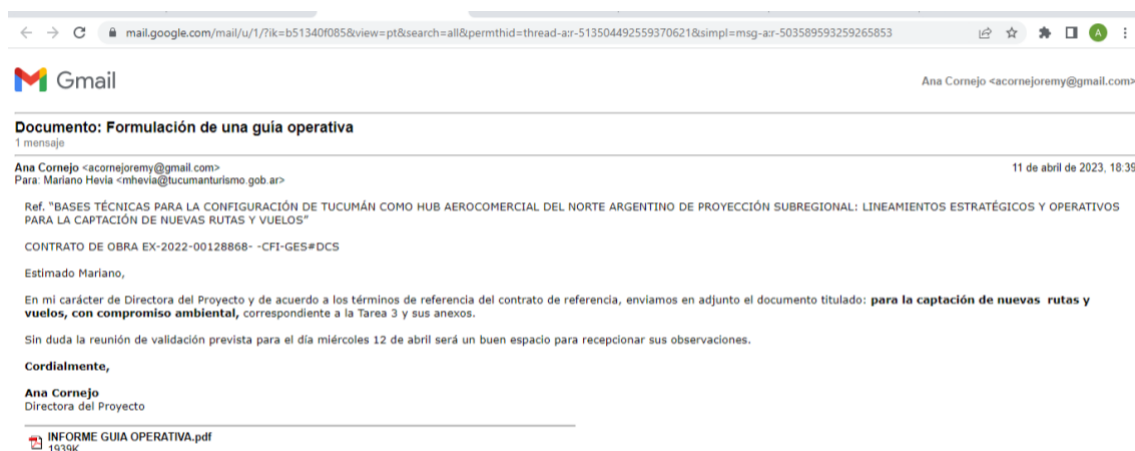 mail.google.com/mail/u/1/?ik=b51340f085&view=pt&search=all&permthid=thread-a:r-513504492559370621&simpl=msg-a:r-503589593259265853
A
Gmail
Ana Cornejo <acornejoremy@gmail.com>
Documento: Formulación de una guía operativa
1 mensaje
Ana Cornejo <acornejoremy@gmail.com>
11 de abril de 2023, 18:39
Para: Mariano Hevia <mhevia@tucumanturismo.gob.ar>
Ref. "BASES TÉCNICAS PARA LA CONFIGURACIÓN DE TUCUMÁN COMO HUB AEROCOMERCIAL DEL NORTE ARGENTINO DE PROYECCIÓN SUBREGIONAL: LINEAMIENTOS ESTRATÉGICOS Y OPERATIVOS
PARA LA CAPTACIÓN DE NUEVAS RUTAS Y VUELOS"
CONTRATO DE OBRA EX-2022-00128868- -CFI-GES#DCS
Estimado Mariano,
En mi carácter de Directora del Proyecto y de acuerdo a los términos de referencia del contrato de referencia, enviamos en adjunto el documento titulado: para la captación de nuevas rutas y
vuelos, con compromiso ambiental, correspondiente a la Tarea 3 y sus anexos.
Sin duda la reunión de validación prevista para el día miércoles 12 de abril será un buen espacio para recepcionar sus observaciones.
Cordialmente,
Ana Cornejo
Directora del Proyecto
INFORME GUIA OPERATIVA.pdf
1939K